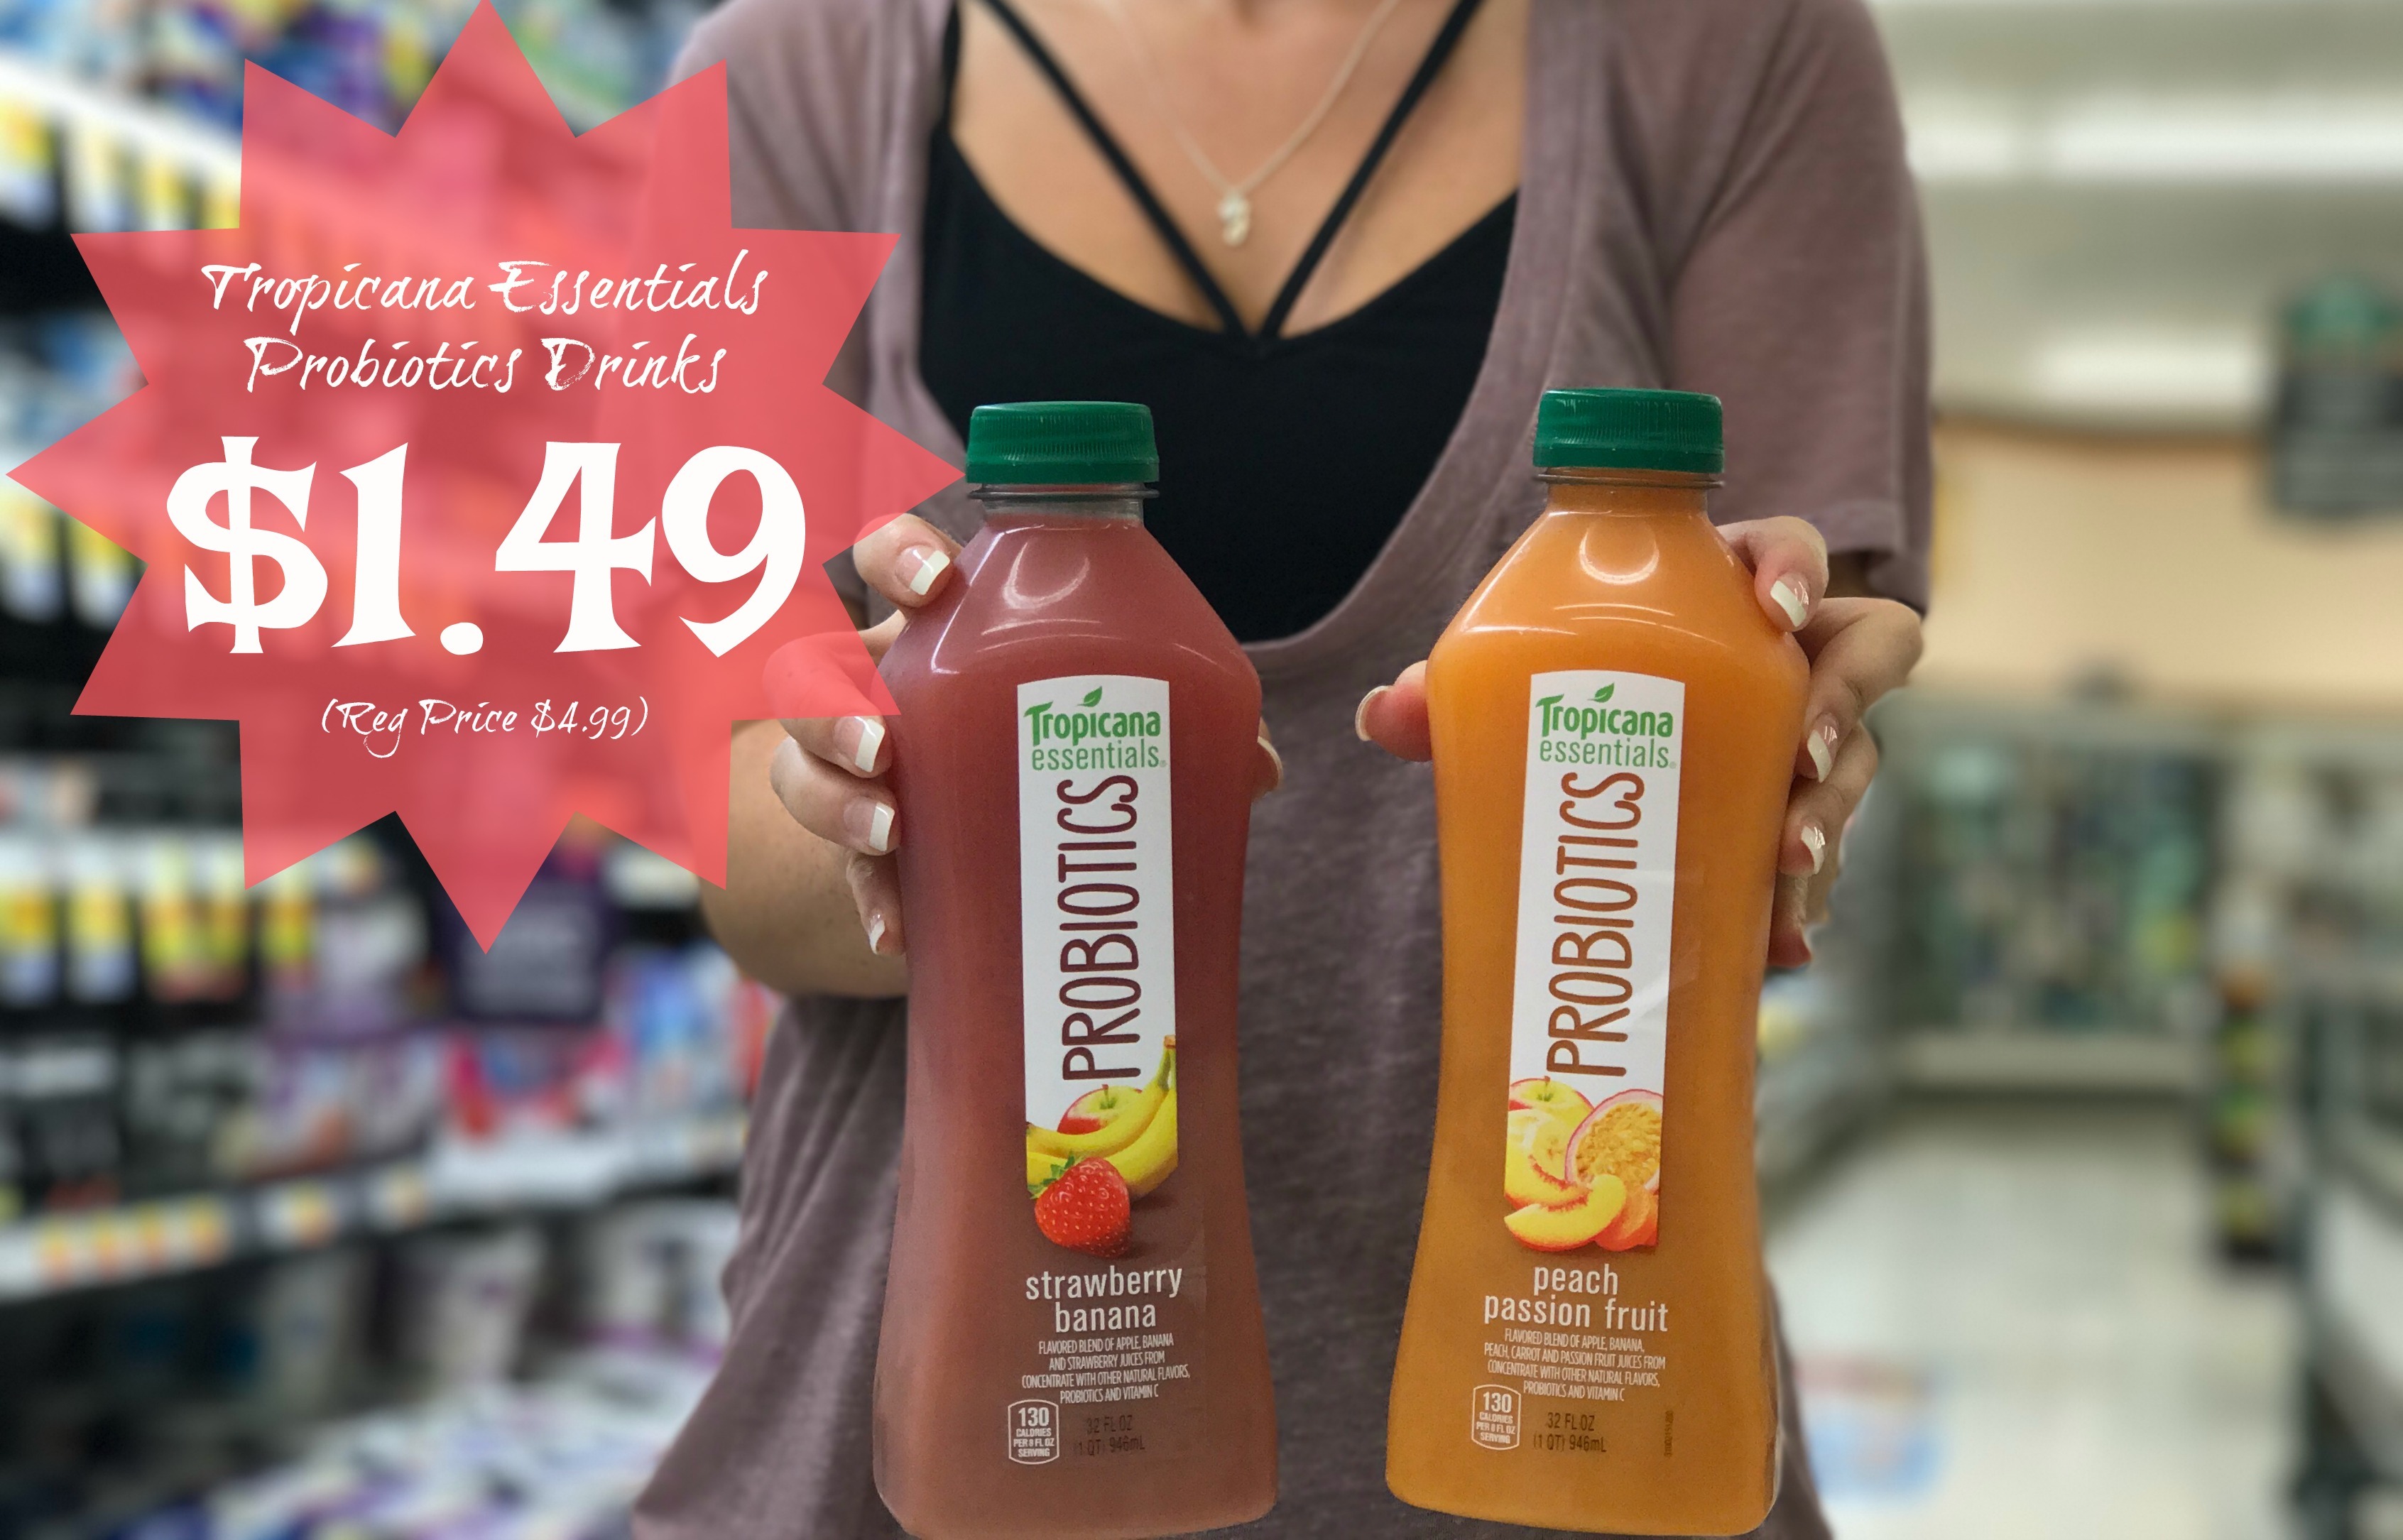 Tropicana Essentials
Probiotics Drinks
$1.49
(Reg Price $4.99)
Tropicana
essentials®
PROBIOTICS
strawberry
banana
FLAVORED BLEND OF APPLE, BANANA
AND STRAWBERRY JUICES FROM
CONCENTRATE WITH OTHER NATURAL FLAVORS,
PROBIOTICS AND VITAMIN C
130
CALORIES
PER 8 FL OZ
SERVING
32 FL OZ
(1 QT) 946mL
Tropicana
essentials®
PROBIOTICS
peach
passion fruit
FLAVORED BLEND OF APPLE, BANANA,
PEACH, CARROT AND PASSION FRUIT JUICES FROM
CONCENTRATE WITH OTHER NATURAL FLAVORS,
PROBIOTICS AND VITAMIN C
130
CALORIES
PER 8 FL OZ
SERVING
32 FL OZ
(1 QT) 946mL